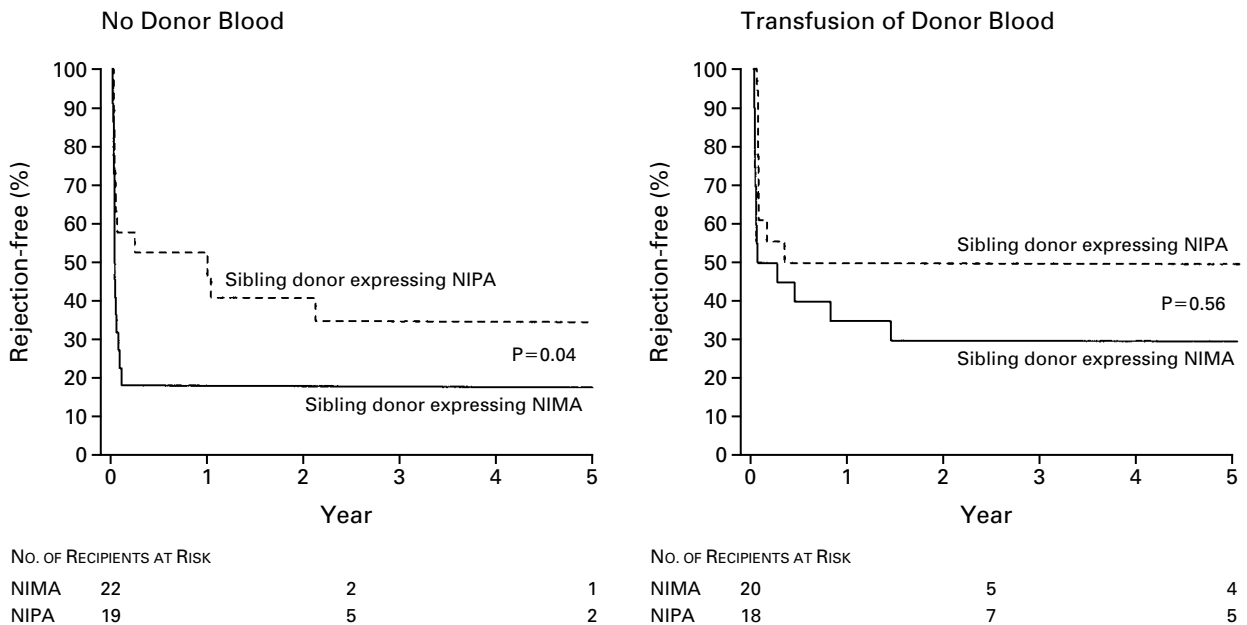 No Donor Blood
Rejection-free (%)
100
90
80
70
60
50
40
30
20
10
0
Sibling donor expressing NIPA
P=0.04
Sibling donor expressing NIMA
0 1 2 3 4 5
Year
NO. OF RECIPIENTS AT RISK
NIMA 22 2 1
NIPA 19 5 2
Transfusion of Donor Blood
Rejection-free (%)
100
90
80
70
60
50
40
30
20
10
0
Sibling donor expressing NIPA
P=0.56
Sibling donor expressing NIMA
0 1 2 3 4 5
Year
NO. OF RECIPIENTS AT RISK
NIMA 20 5 4
NIPA 18 7 5